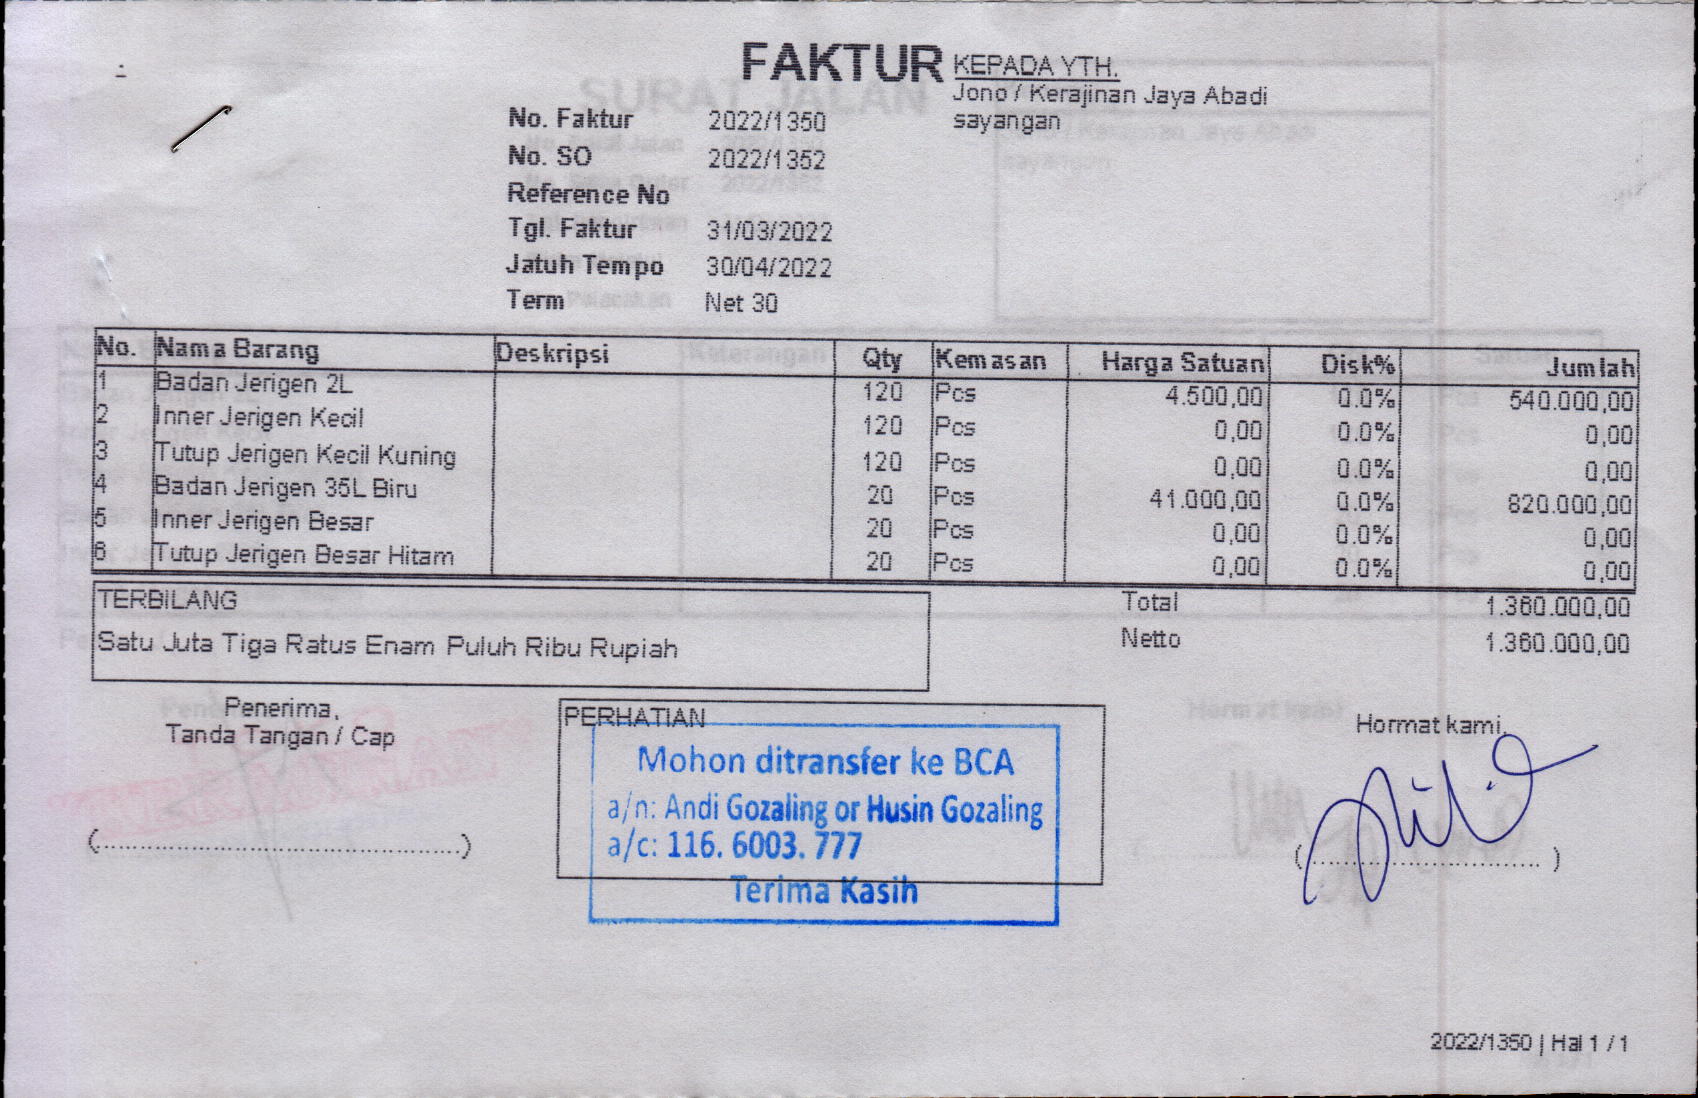 FAKTUR
KEPADA YTH.
Jono / Kerajinan Jaya Abadi
sayangan
No. Faktur 2022/1350
No. SO 2022/1352
Reference No
Tgl. Faktur 31/03/2022
Jatuh Tempo 30/04/2022
Term Net 30
No. Nama Barang Deskripsi Qty Kemasan Harga Satuan Disk% Jumlah
1 Badan Jerigen 2L 120 Pcs 4.500,00 0.0% 540.000,00
2 Inner Jerigen Kecil 120 Pcs 0,00 0.0% 0,00
3 Tutup Jerigen Kecil Kuning 120 Pcs 0,00 0.0% 0,00
4 Badan Jerigen 35L Biru 20 Pcs 41.000,00 0.0% 820.000,00
5 Inner Jerigen Besar 20 Pcs 0,00 0.0% 0,00
6 Tutup Jerigen Besar Hitam 20 Pcs 0,00 0.0% 0,00
TERBILANG
Satu Juta Tiga Ratus Enam Puluh Ribu Rupiah
Total 1.360.000,00
Netto 1.360.000,00
Penerima,
Tanda Tangan / Cap
(..................................................)
PERHATIAN
Mohon ditransfer ke BCA
a/n: Andi Gozaling or Husin Gozaling
a/c: 116. 6003. 777
Terima Kasih
Hormat kami,
(.................................)
2022/1350 | Hal 1 / 1